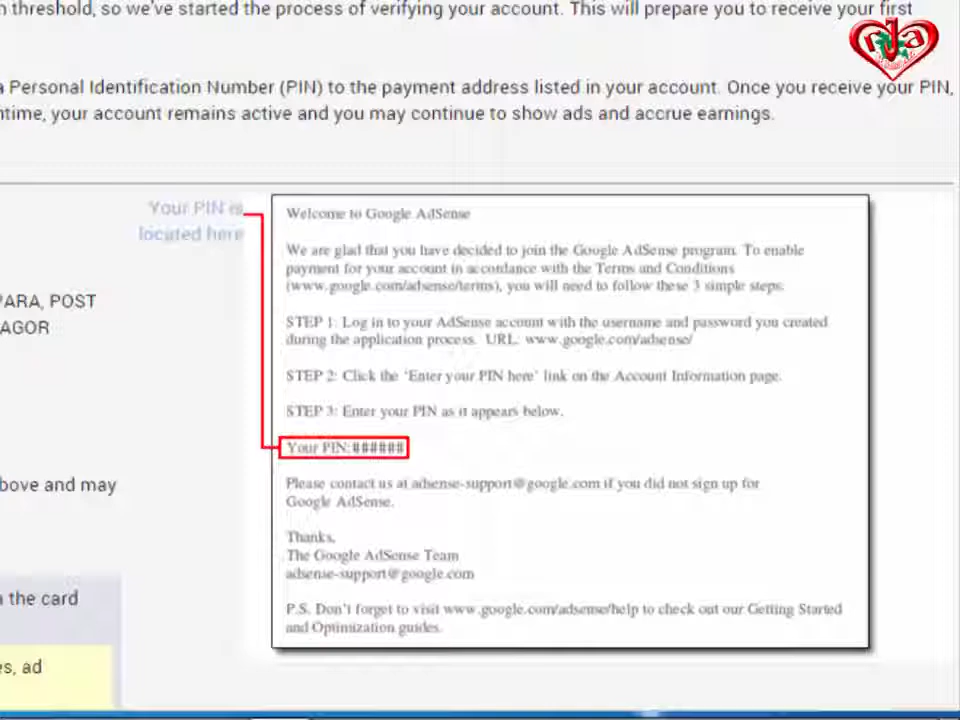 n threshold, so we've started the process of verifying your account. This will prepare you to receive your first
a Personal Identification Number (PIN) to the payment address listed in your account. Once you receive your PIN,
ntime, your account remains active and you may continue to show ads and accrue earnings.
Your PIN is
located here
Welcome to Google AdSense
We are glad that you have decided to join the Google AdSense program. To enable
payment for your account in accordance with the Terms and Conditions
(www.google.com/adsense/terms), you will need to follow these 3 simple steps:
PARA, POST
AGOR
STEP 1: Log in to your AdSense account with the username and password you created
during the application process. URL: www.google.com/adsense/
STEP 2: Click the 'Enter your PIN here' link on the Account Information page.
STEP 3: Enter your PIN as it appears below.
Your PIN: ######
bove and may
Please contact us at adsense-support@google.com if you did not sign up for
Google AdSense.
Thanks,
The Google AdSense Team
adsense-support@google.com
n the card
P.S. Don't forget to visit www.google.com/adsense/help to check out our Getting Started
and Optimization guides.
es, ad